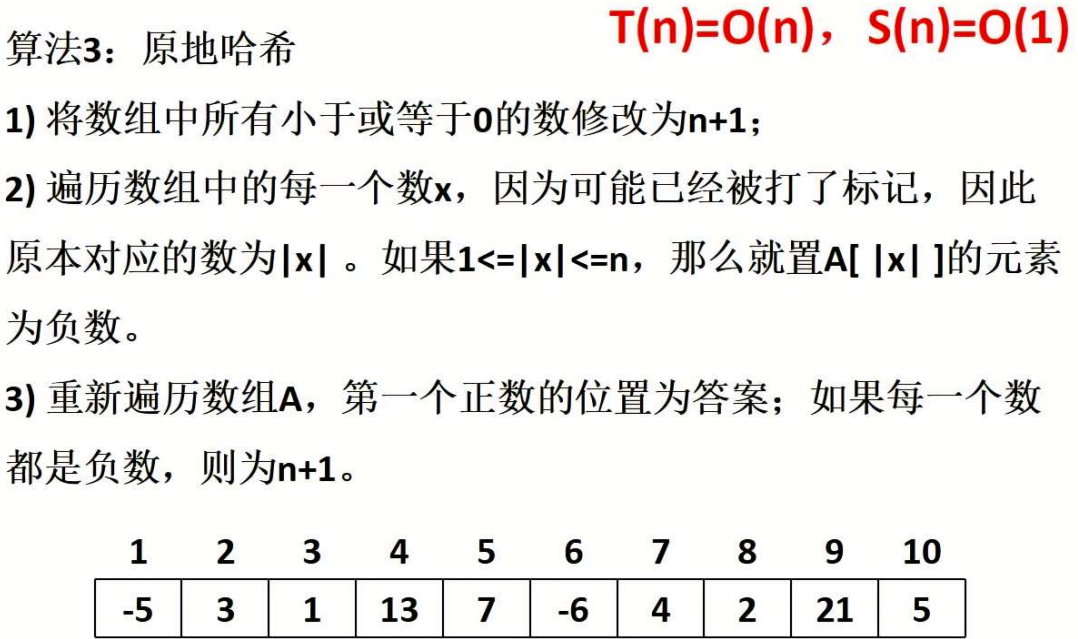 算法3：原地哈希
T(n)=O(n)，S(n)=O(1)
1) 将数组中所有小于或等于0的数修改为n+1；
2) 遍历数组中的每一个数x，因为可能已经被打了标记，因此
原本对应的数为|x| 。如果1<=|x|<=n，那么就置A[ |x| ]的元素
为负数。
3) 重新遍历数组A，第一个正数的位置为答案；如果每一个数
都是负数，则为n+1。
1 2 3 4 5 6 7 8 9 10
-5 3 1 13 7 -6 4 2 21 5